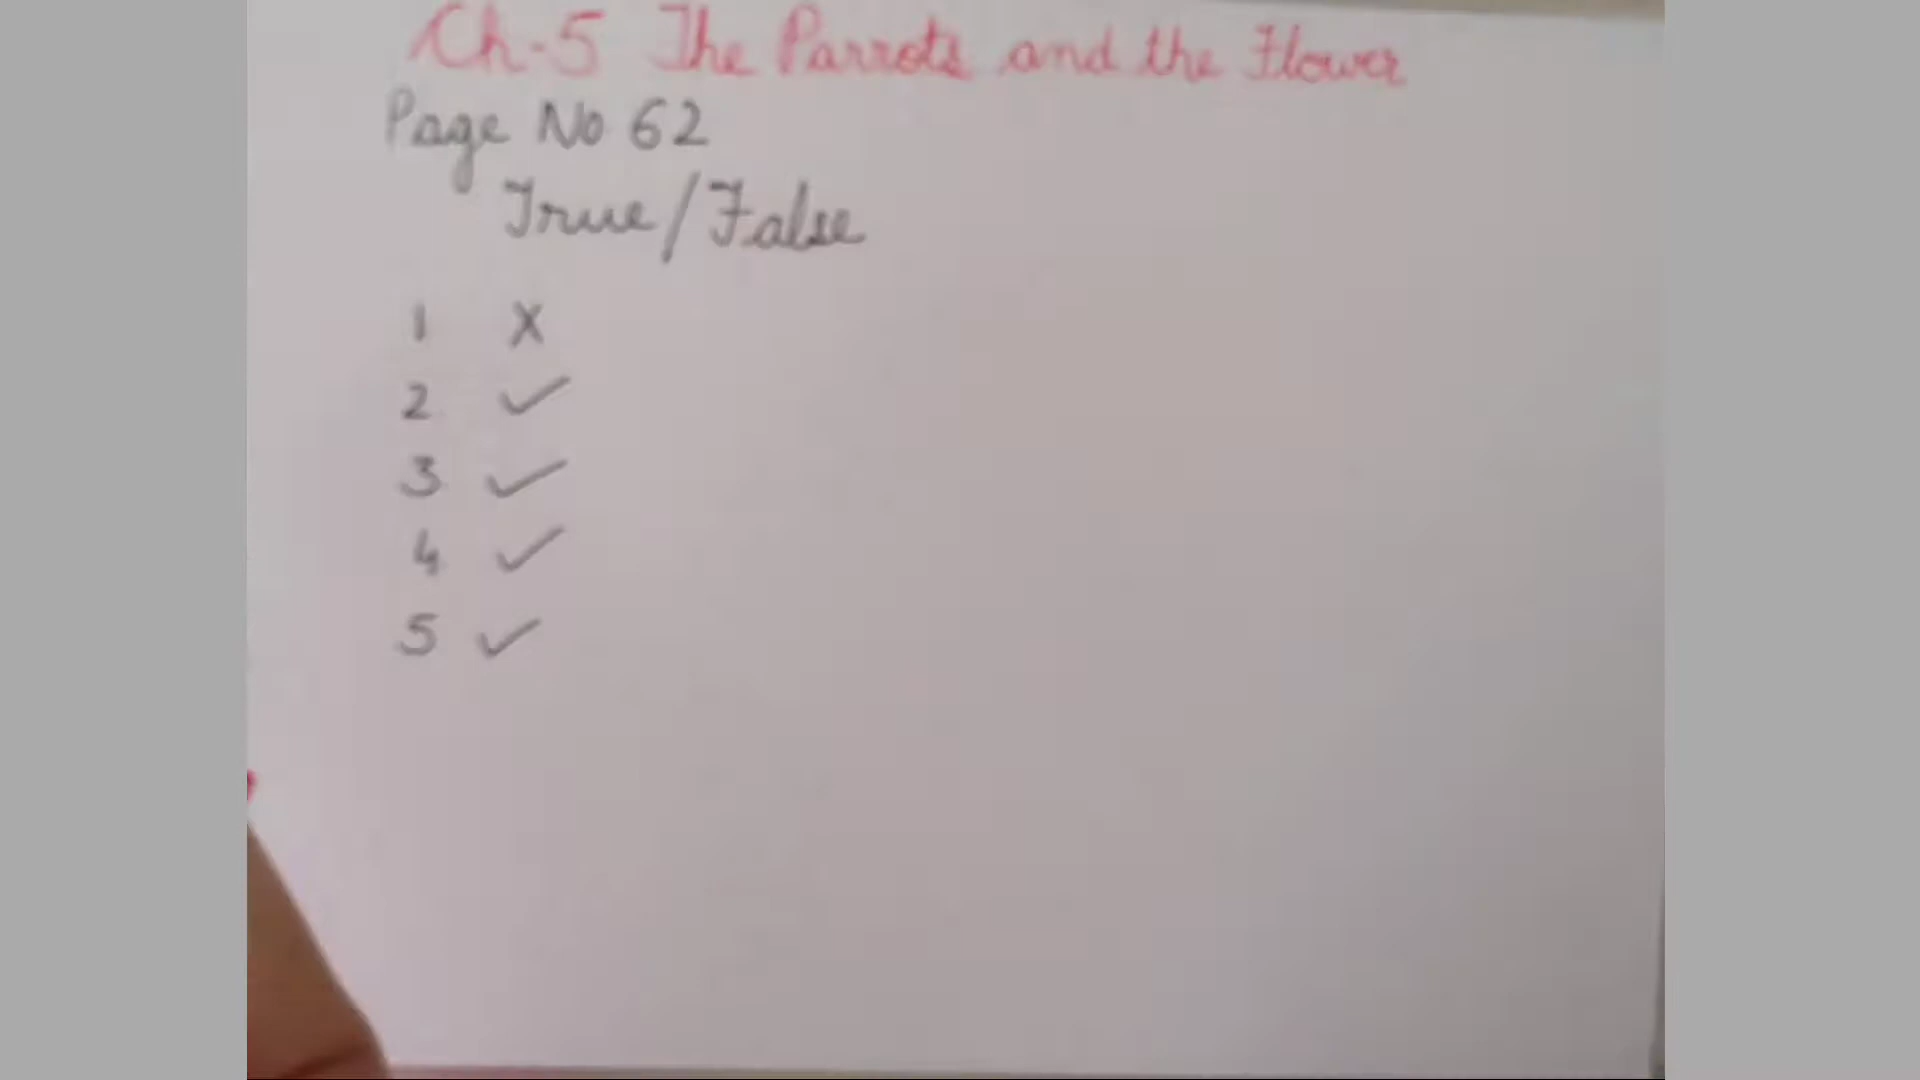 Ch-5 The Parrots and the Flower
Page No 62
True/False
1 X
2 ✓
3 ✓
4 ✓
5 ✓